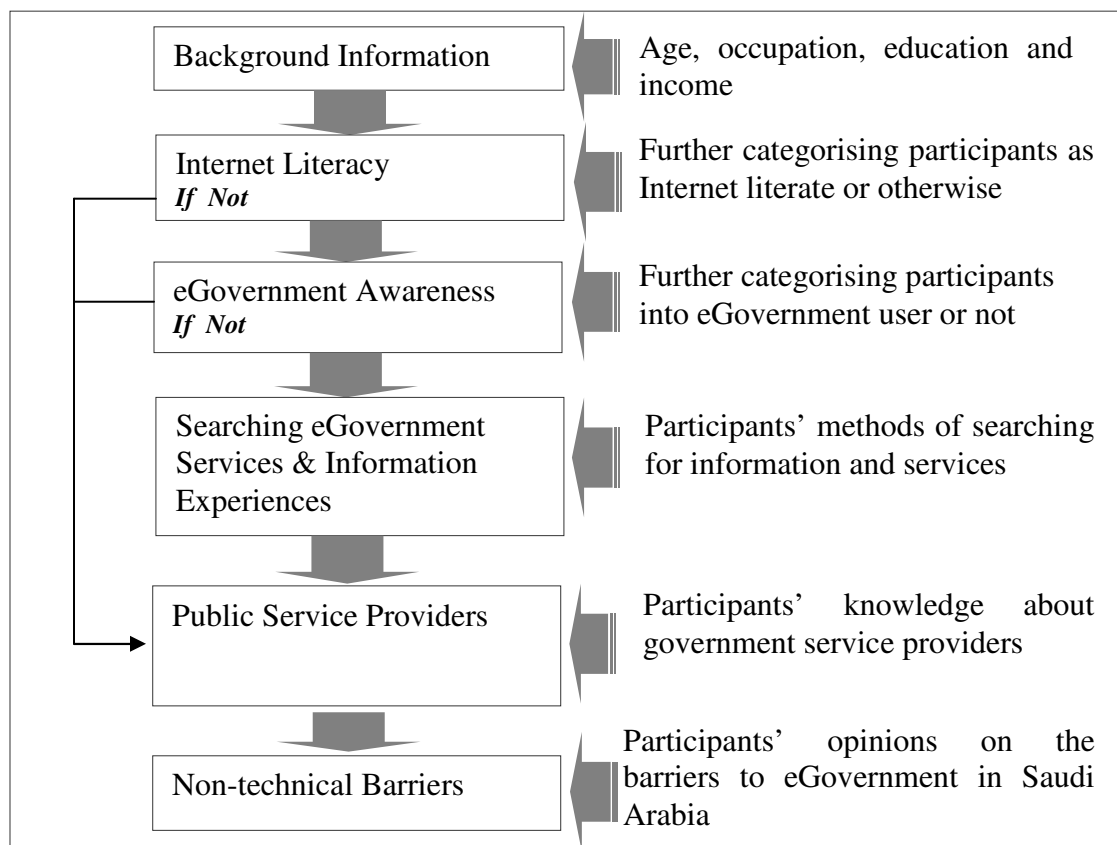 Background Information
Age, occupation, education and
income
Internet Literacy
If Not
Further categorising participants as
Internet literate or otherwise
eGovernment Awareness
If Not
Further categorising participants
into eGovernment user or not
Searching eGovernment
Services & Information
Experiences
Participants’ methods of searching
for information and services
Public Service Providers
Participants’ knowledge about
government service providers
Non-technical Barriers
Participants’ opinions on the
barriers to eGovernment in Saudi
Arabia